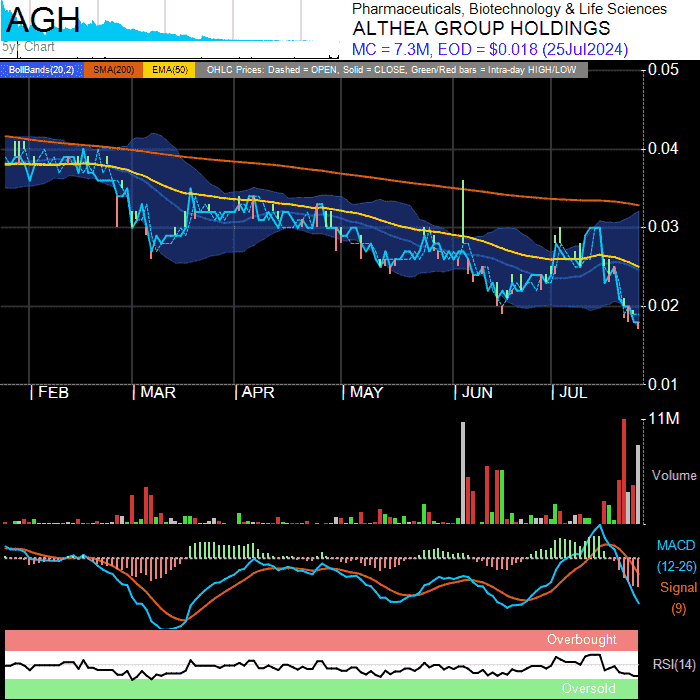 AGH
5yr Chart
Pharmaceuticals, Biotechnology & Life Sciences
ALTHEA GROUP HOLDINGS
MC = 7.3M, EOD = $0.018 (25Jul2024)
BollBands(20,2) SMA(200) EMA(50) OHLC Prices: Dashed = OPEN, Solid = CLOSE, Green/Red bars = Intra-day HIGH/LOW
0.05
0.04
0.03
0.02
0.01
| FEB | MAR | APR | MAY | JUN | JUL
11M
Volume
MACD
(12-26)
Signal
(9)
Overbought
RSI(14)
Oversold